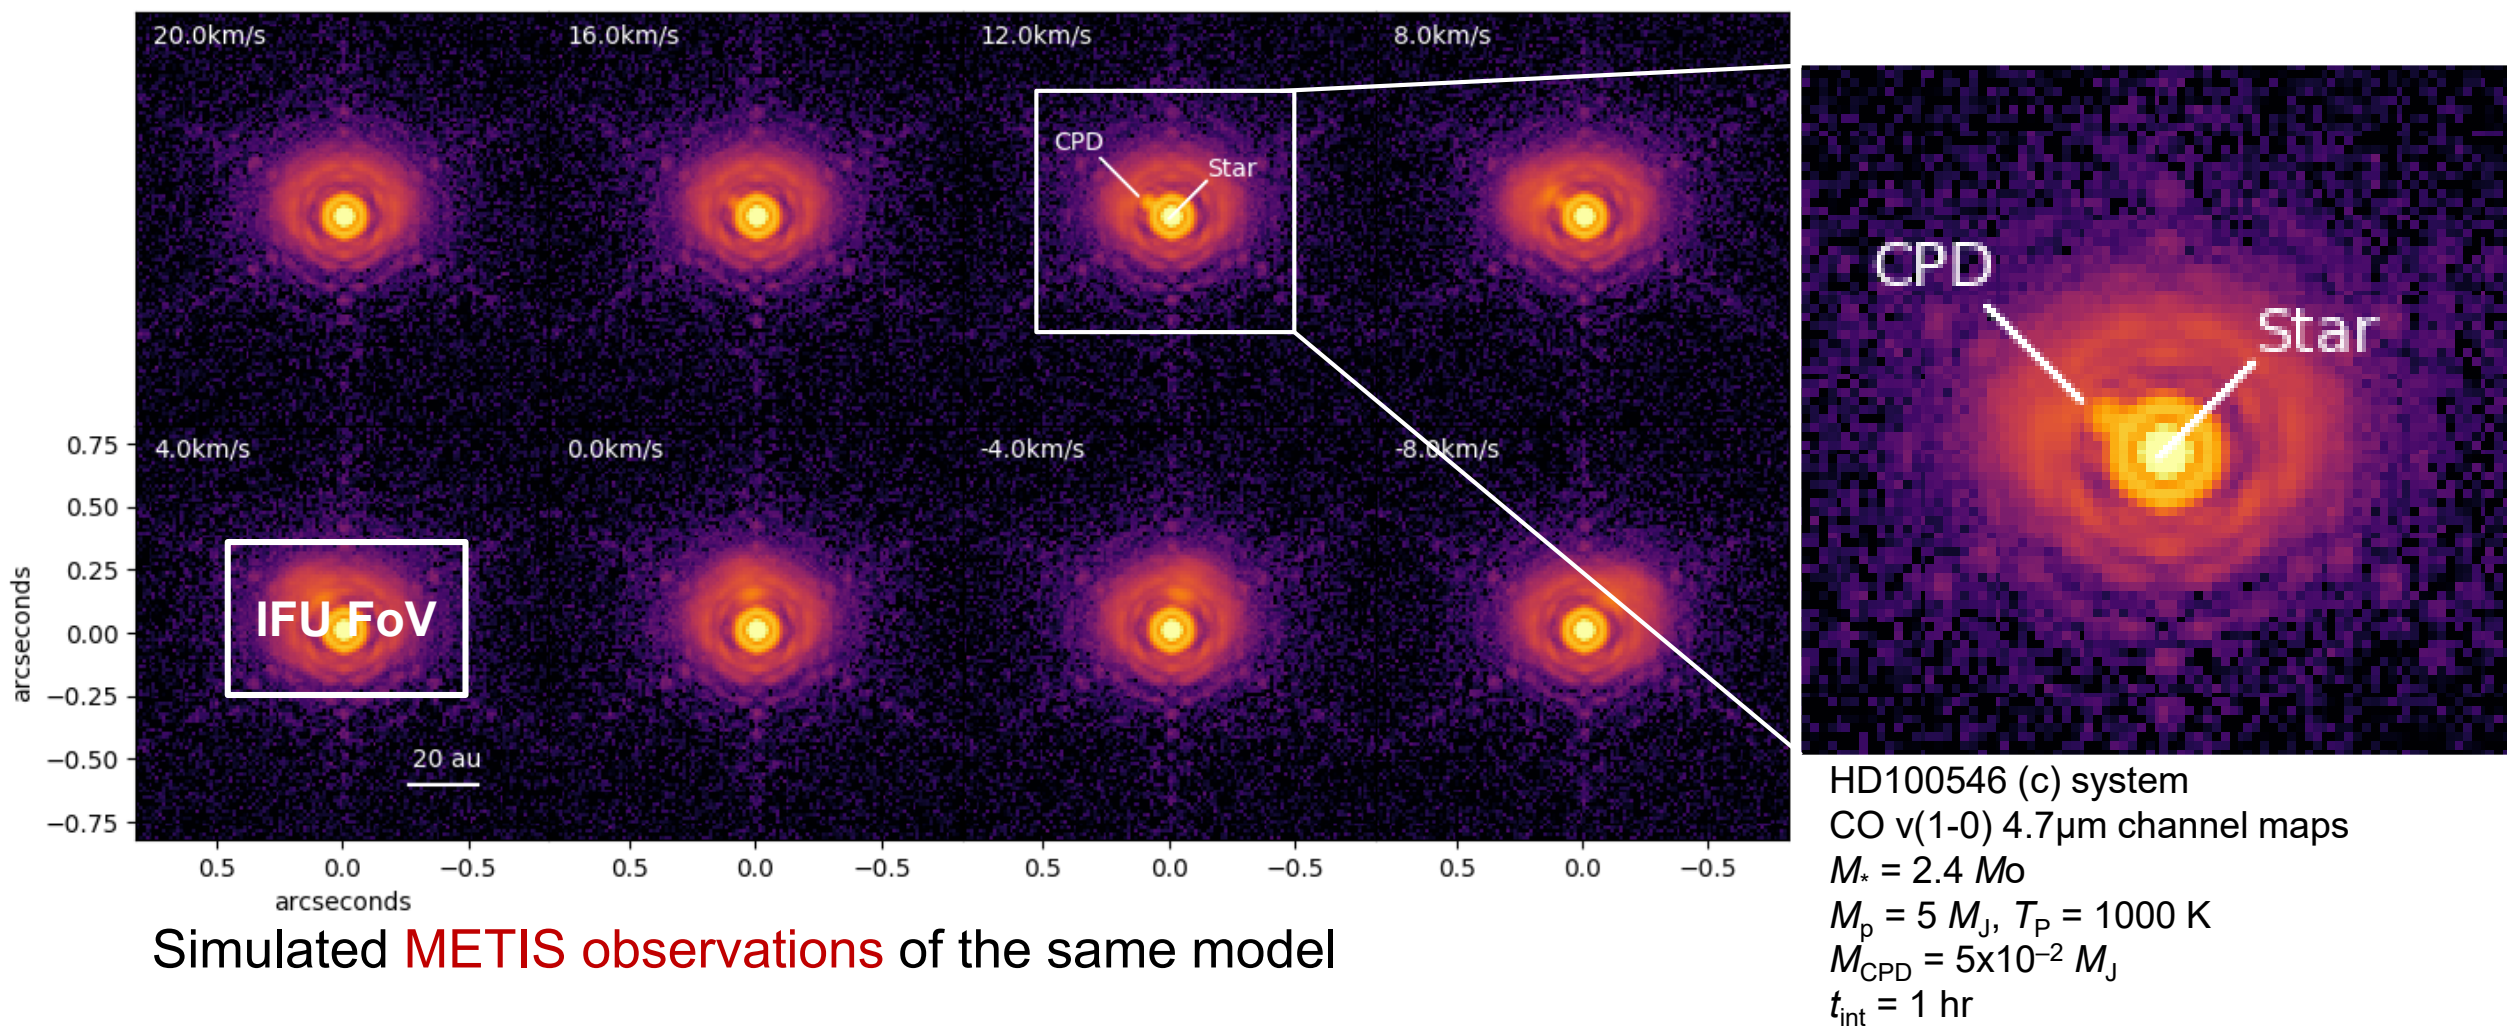 20.0km/s
16.0km/s
12.0km/s
8.0km/s
CPD
Star
CPD
Star
4.0km/s
0.0km/s
-4.0km/s
-8.0km/s
0.75
0.50
0.25
0.00
−0.25
−0.50
−0.75
arcseconds
IFU FoV
20 au
0.5 0.0 −0.5
0.5 0.0 −0.5
0.5 0.0 −0.5
0.5 0.0 −0.5
arcseconds
Simulated METIS observations of the same model
HD100546 (c) system
CO v(1-0) 4.7µm channel maps
M* = 2.4 Mo
Mp = 5 MJ, TP = 1000 K
MCPD = 5x10⁻² MJ
tint = 1 hr